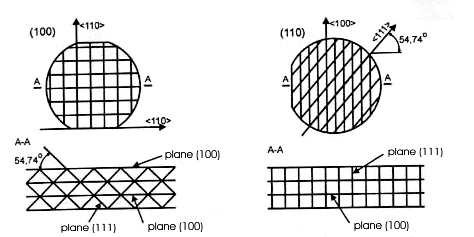 (100)
<110>
A
A
<110>
A-A
54,74°
plane (100)
plane (111)
plane (100)
(110)
<100>
<111>
54,74°
A
A
A-A
plane (111)
plane (100)